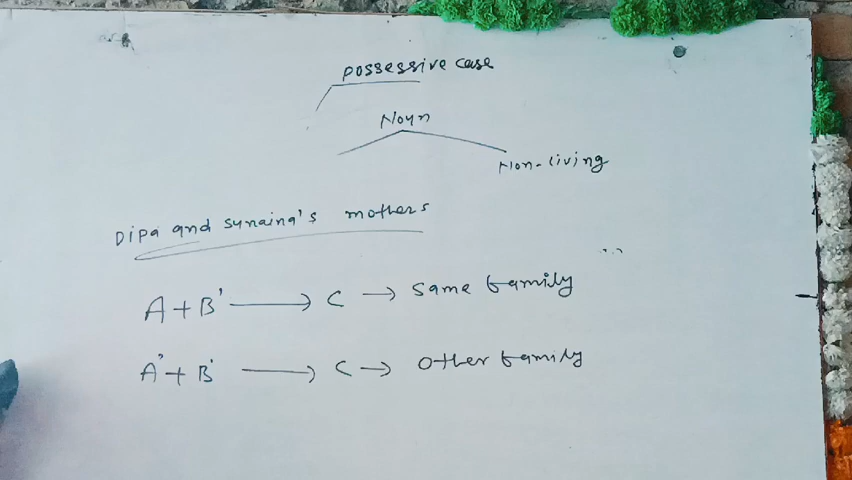 possessive case
Noun
Non-living
Dipa and Sunaina's mothers
A+B' → C → Same family
A'+B' → C → Other family